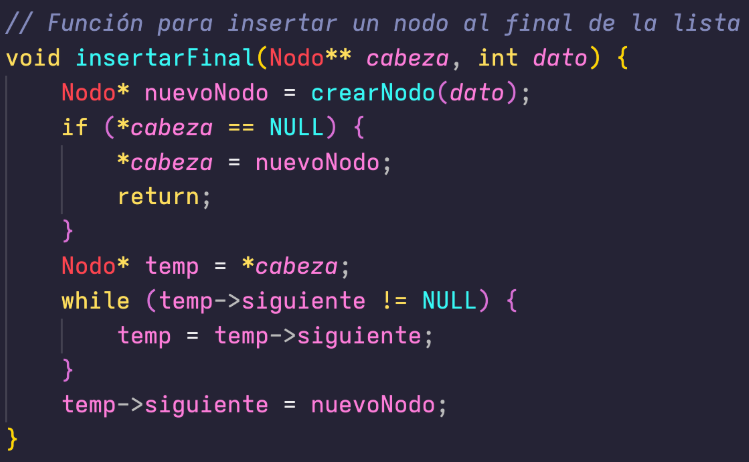 // Función para insertar un nodo al final de la lista
void insertarFinal(Nodo** cabeza, int dato) {
    Nodo* nuevoNodo = crearNodo(dato);
    if (*cabeza == NULL) {
        *cabeza = nuevoNodo;
        return;
    }
    Nodo* temp = *cabeza;
    while (temp->siguiente != NULL) {
        temp = temp->siguiente;
    }
    temp->siguiente = nuevoNodo;
}